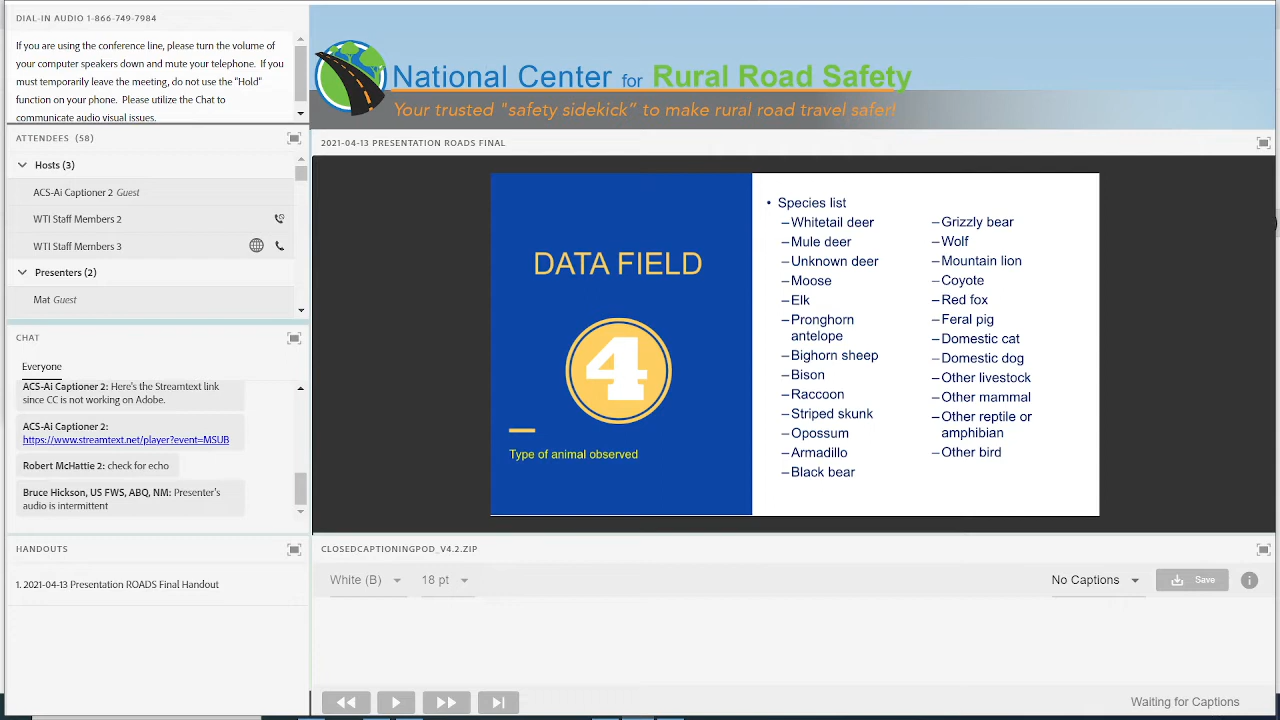 DIAL-IN AUDIO 1-866-749-7984
If you are using the conference line, please turn the volume of
your computer speakers down and mute your telephone. If you
must temporarily leave the meeting, do not use the “Hold”
function on your phone. Please utilize the Chat to
communicate audio visual issues.
ATTENDEES (58)
Hosts (3)
ACS-Ai Captioner 2 Guest
WTI Staff Members 2
WTI Staff Members 3
Presenters (2)
Mat Guest
CHAT
Everyone
ACS-Ai Captioner 2: Here's the Streamtext link
since CC is not working on Adobe.
ACS-Ai Captioner 2:
https://www.streamtext.net/player?event=MSUB
Robert McHattie 2: check for echo
Bruce Hickson, US FWS, ABQ, NM: Presenter's
audio is intermittent
HANDOUTS
1. 2021-04-13 Presentation ROADS Final Handout
National Center for Rural Road Safety
Your trusted "safety sidekick” to make rural road travel safer!
2021-04-13 PRESENTATION ROADS FINAL
DATA FIELD
4
Type of animal observed
• Species list
–Whitetail deer
–Mule deer
–Unknown deer
–Moose
–Elk
–Pronghorn
antelope
–Bighorn sheep
–Bison
–Raccoon
–Striped skunk
–Opossum
–Armadillo
–Black bear
–Grizzly bear
–Wolf
–Mountain lion
–Coyote
–Red fox
–Feral pig
–Domestic cat
–Domestic dog
–Other livestock
–Other mammal
–Other reptile or
amphibian
–Other bird
CLOSEDCAPTIONINGPOD_V4.2.ZIP
White (B) 18 pt No Captions Save
Waiting for Captions